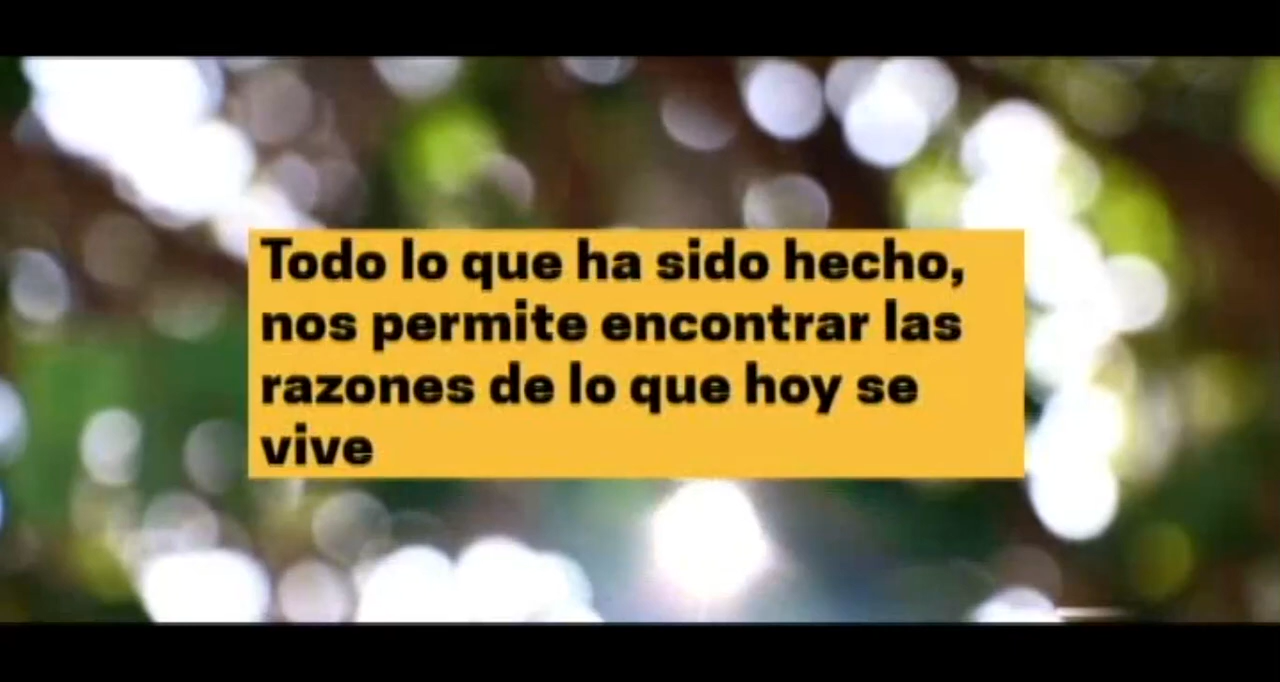 Todo lo que ha sido hecho,
nos permite encontrar las
razones de lo que hoy se
vive